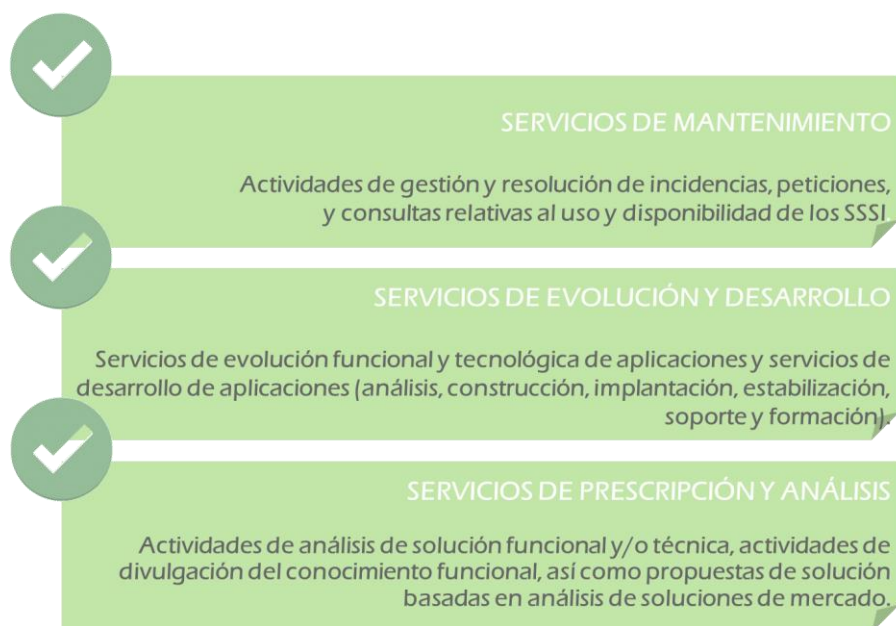 SERVICIOS DE MANTENIMIENTO
Actividades de gestión y resolución de incidencias, peticiones,
y consultas relativas al uso y disponibilidad de los SSSI.
SERVICIOS DE EVOLUCIÓN Y DESARROLLO
Servicios de evolución funcional y tecnológica de aplicaciones y servicios de
desarrollo de aplicaciones (análisis, construcción, implantación, estabilización,
soporte y formación).
SERVICIOS DE PRESCRIPCIÓN Y ANÁLISIS
Actividades de análisis de solución funcional y/o técnica, actividades de
divulgación del conocimiento funcional, así como propuestas de solución
basadas en análisis de soluciones de mercado.